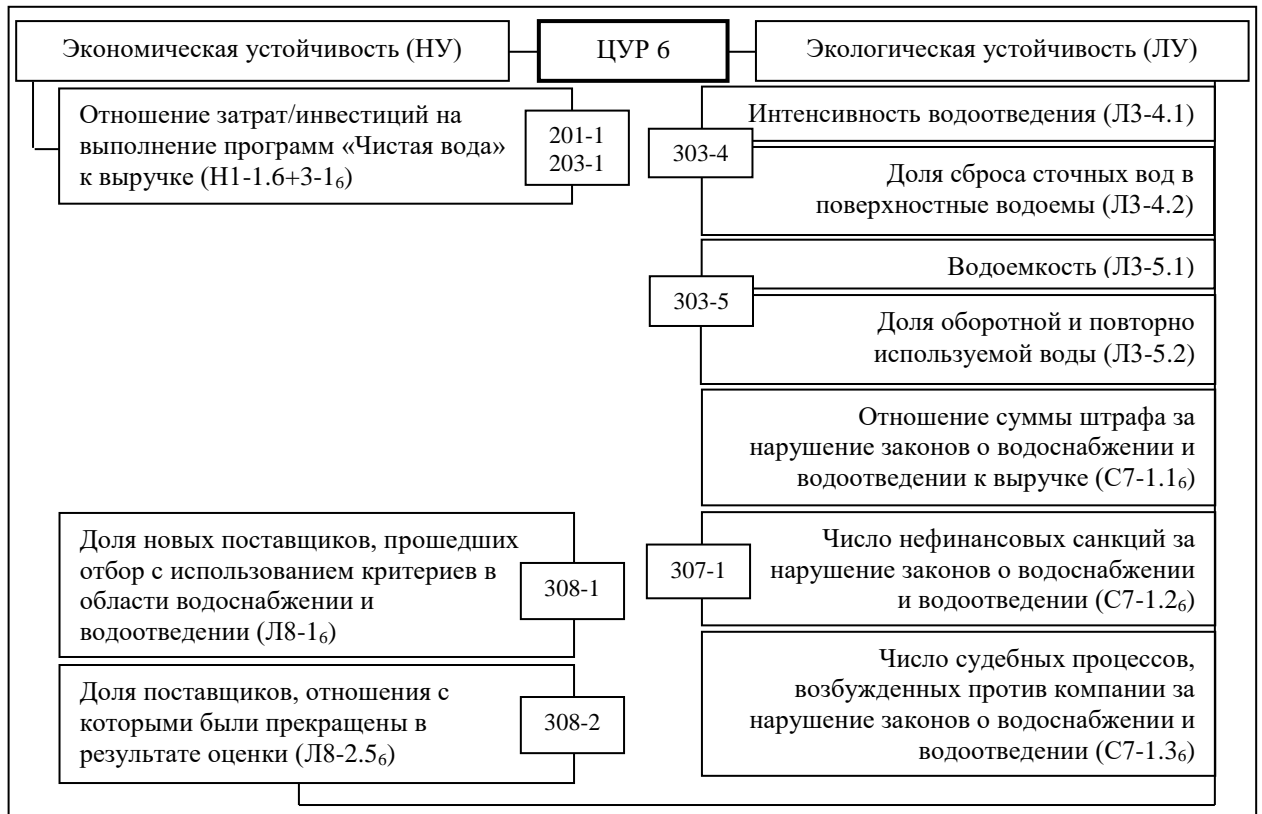 Экономическая устойчивость (НУ)
ЦУР 6
Экологическая устойчивость (ЛУ)
Отношение затрат/инвестиций на
выполнение программ «Чистая вода»
к выручке (Н1-1.6+3-1₆)
201-1
203-1
303-4
Интенсивность водоотведения (Л3-4.1)
Доля сброса сточных вод в
поверхностные водоемы (Л3-4.2)
303-5
Водоемкость (Л3-5.1)
Доля оборотной и повторно
используемой воды (Л3-5.2)
Отношение суммы штрафа за
нарушение законов о водоснабжении и
водоотведении к выручке (С7-1.1₆)
Доля новых поставщиков, прошедших
отбор с использованием критериев в
области водоснабжении и
водоотведении (Л8-1₆)
308-1
307-1
Число нефинансовых санкций за
нарушение законов о водоснабжении
и водоотведении (С7-1.2₆)
Доля поставщиков, отношения с
которыми были прекращены в
результате оценки (Л8-2.5₆)
308-2
Число судебных процессов,
возбужденных против компании за
нарушение законов о водоснабжении и
водоотведении (С7-1.3₆)